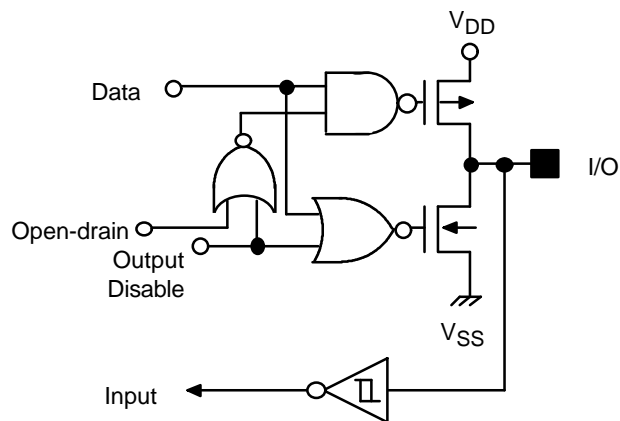 VDD
Data
I/O
Open-drain
Output
Disable
VSS
Input